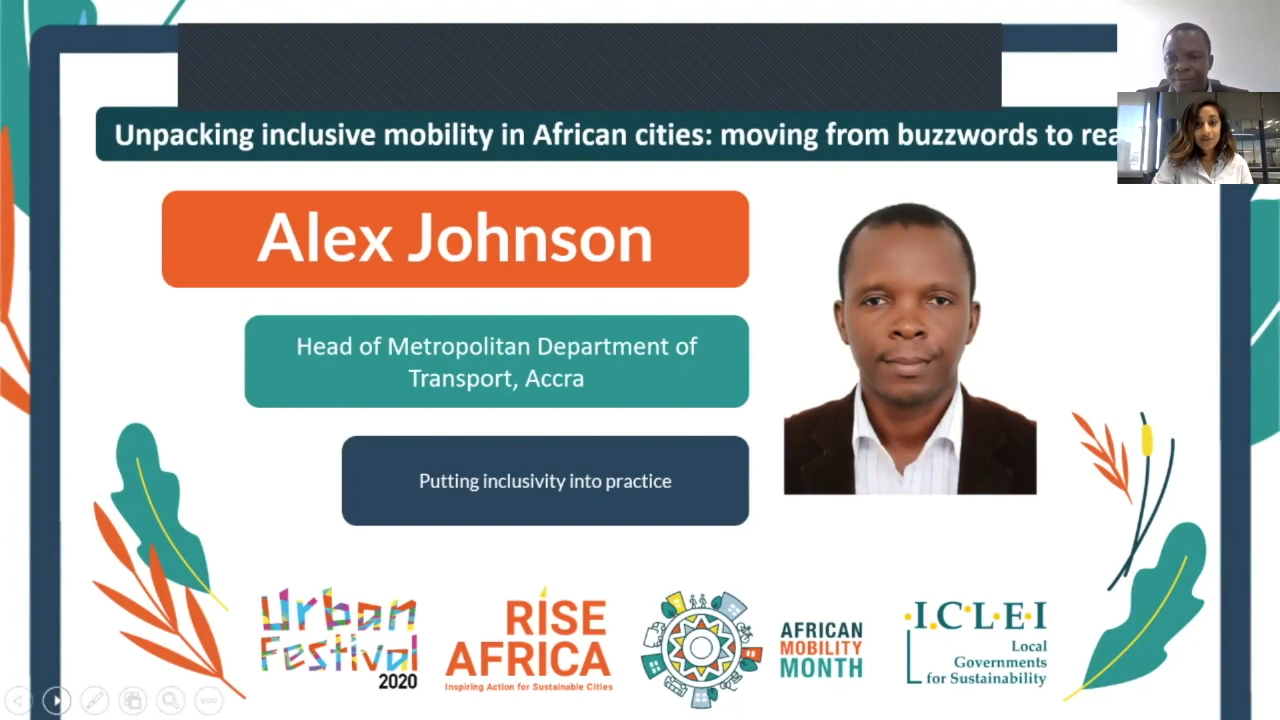 Unpacking inclusive mobility in African cities: moving from buzzwords to rea
Alex Johnson
Head of Metropolitan Department of
Transport, Accra
Putting inclusivity into practice
Urban
Festival
2020
RISE
AFRICA
Inspiring Action for Sustainable Cities
AFRICAN
MOBILITY
MONTH
I.C.L.E.I
Local
Governments
for Sustainability